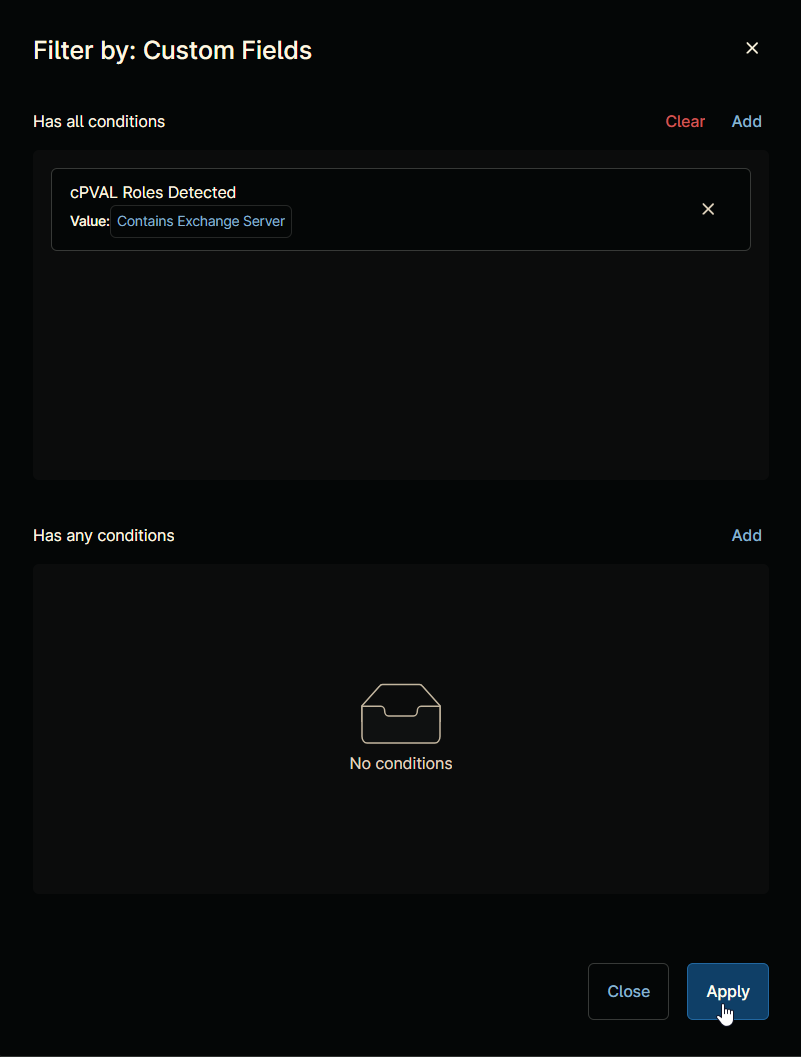 Filter by: Custom Fields
Has all conditions
Clear
Add
cPVAL Roles Detected
Value: Contains Exchange Server
Has any conditions
Add
No conditions
Close
Apply